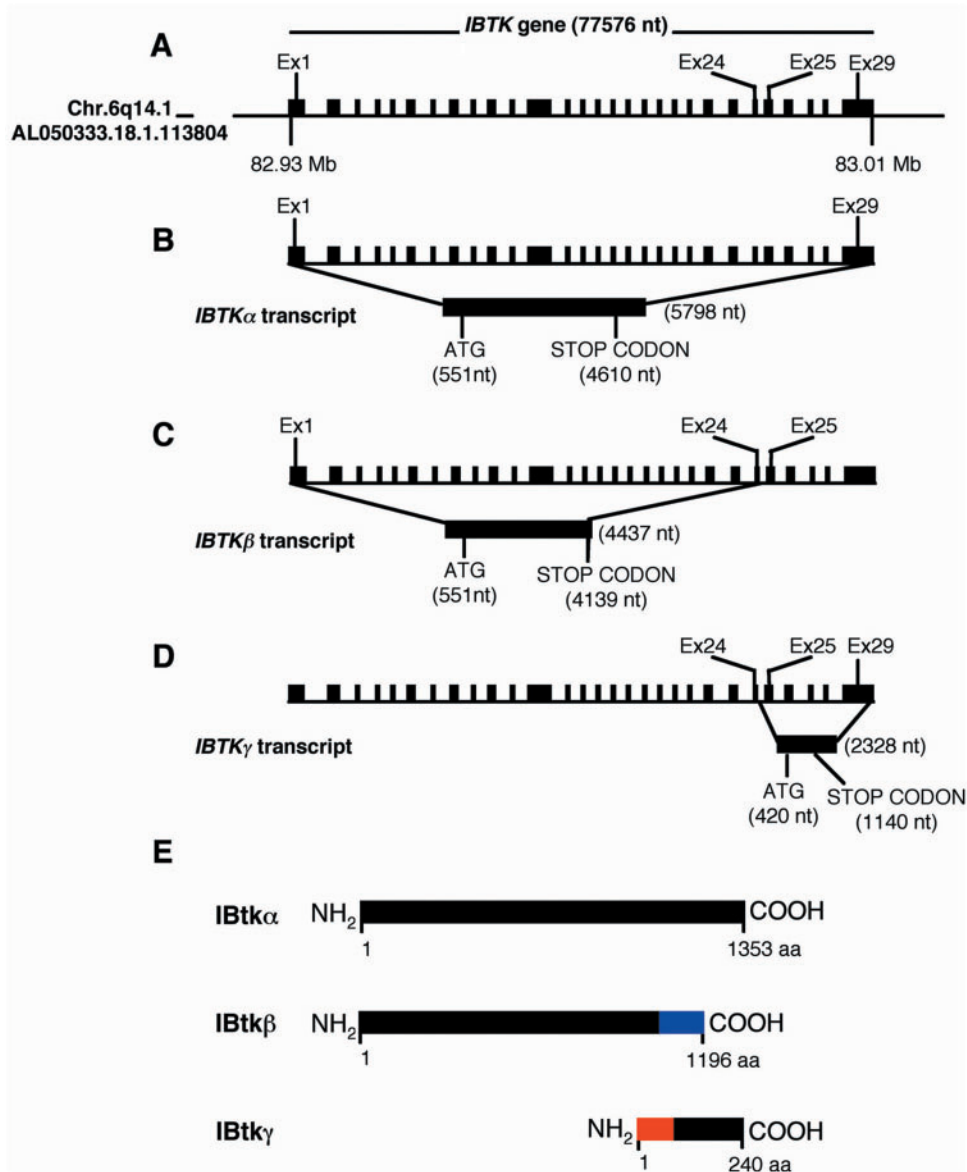 IBTK gene (77576 nt)
A
Ex1
Ex24
Ex25
Ex29
Chr.6q14.1
AL050333.18.1.113804
82.93 Mb
83.01 Mb
Ex1
Ex29
B
IBTKα transcript
(5798 nt)
ATG
(551nt)
STOP CODON
(4610 nt)
C
Ex1
Ex24
Ex25
IBTKβ transcript
(4437 nt)
ATG
(551nt)
STOP CODON
(4139 nt)
D
Ex24
Ex25
Ex29
IBTKγ transcript
(2328 nt)
ATG
(420 nt)
STOP CODON
(1140 nt)
E
IBtkα
NH2
COOH
1
1353 aa
IBtkβ
NH2
COOH
1
1196 aa
IBtkγ
NH2
COOH
1
240 aa